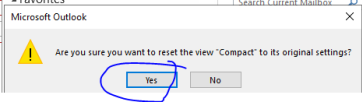 Favorites
Search Current Mailbox
Microsoft Outlook
Are you sure you want to reset the view "Compact" to its original settings?
Yes
No